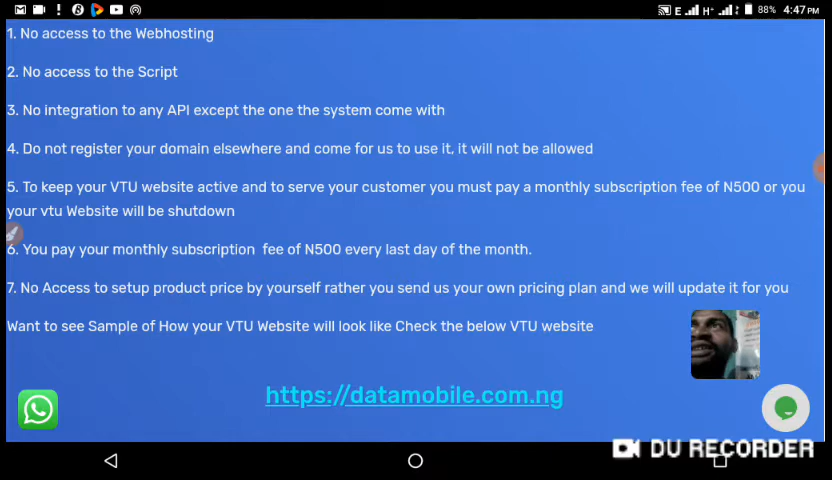 E H+ 88% 4:47 PM
1. No access to the Webhosting
2. No access to the Script
3. No integration to any API except the one the system come with
4. Do not register your domain elsewhere and come for us to use it, it will not be allowed
5. To keep your VTU website active and to serve your customer you must pay a monthly subscription fee of N500 or you
your vtu Website will be shutdown
6. You pay your monthly subscription fee of N500 every last day of the month.
7. No Access to setup product price by yourself rather you send us your own pricing plan and we will update it for you
Want to see Sample of How your VTU Website will look like Check the below VTU website
https://datamobile.com.ng
DU RECORDER